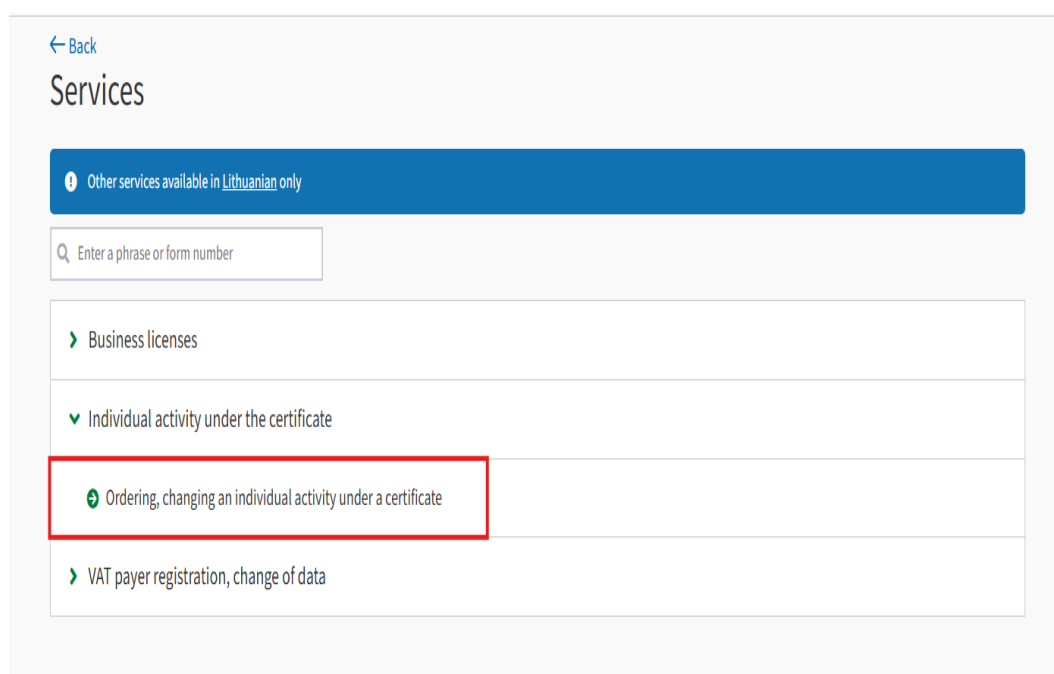 Back
Services
Other services available in Lithuanian only
Enter a phrase or form number
Business licenses
Individual activity under the certificate
Ordering, changing an individual activity under a certificate
VAT payer registration, change of data